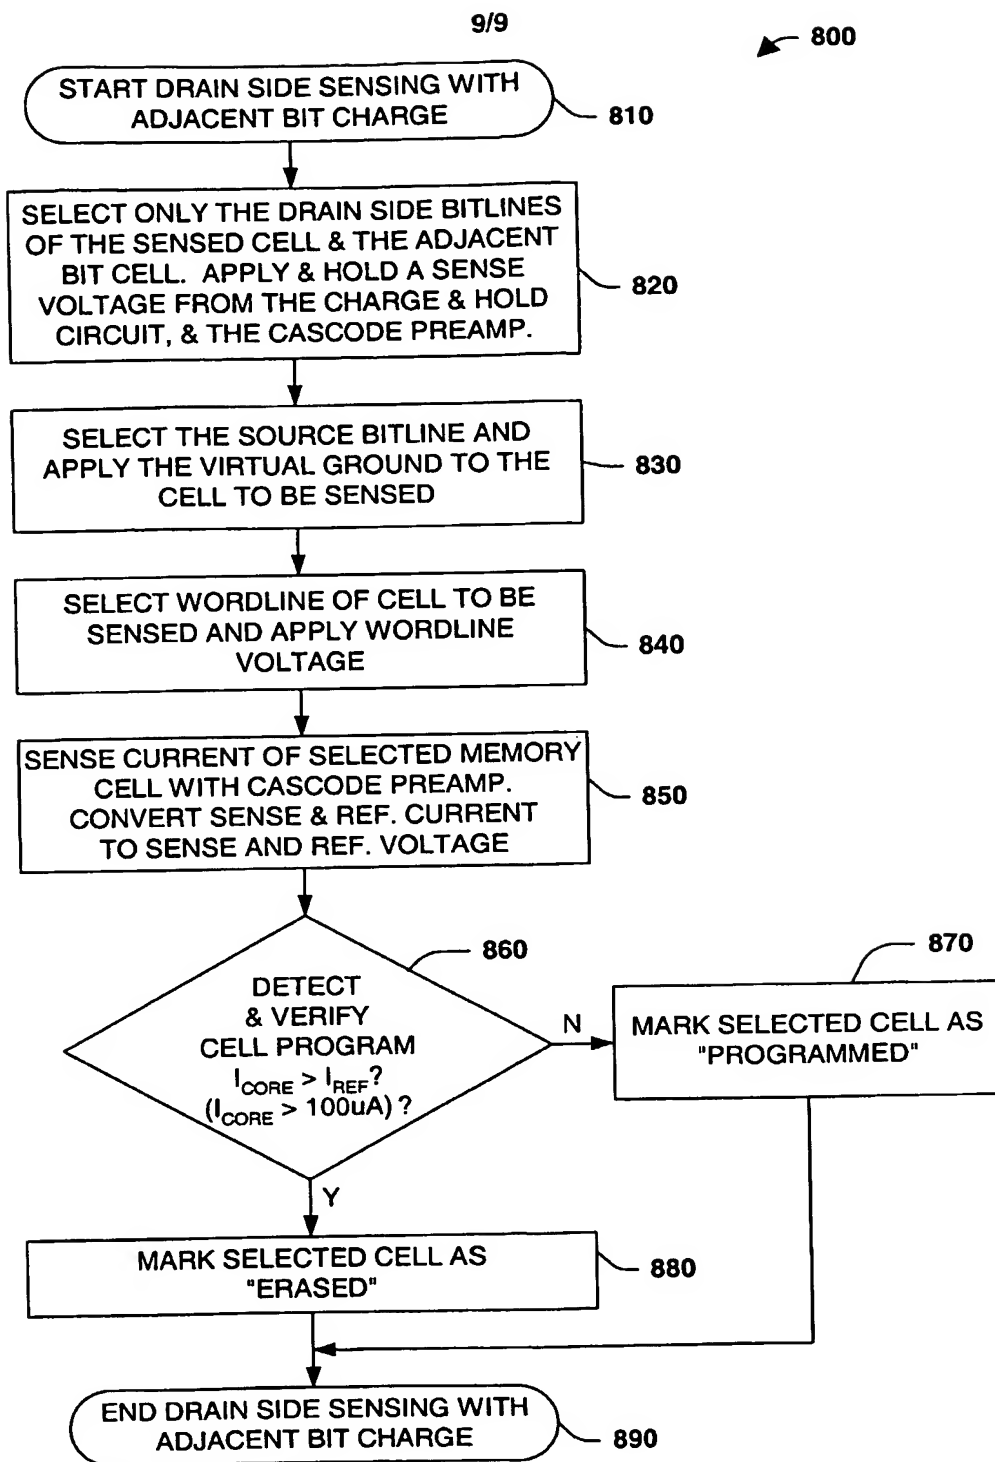 9/9
800
START DRAIN SIDE SENSING WITH
ADJACENT BIT CHARGE
810
SELECT ONLY THE DRAIN SIDE BITLINES
OF THE SENSED CELL & THE ADJACENT
BIT CELL. APPLY & HOLD A SENSE
VOLTAGE FROM THE CHARGE & HOLD
CIRCUIT, & THE CASCODE PREAMP.
820
SELECT THE SOURCE BITLINE AND
APPLY THE VIRTUAL GROUND TO THE
CELL TO BE SENSED
830
SELECT WORDLINE OF CELL TO BE
SENSED AND APPLY WORDLINE
VOLTAGE
840
SENSE CURRENT OF SELECTED MEMORY
CELL WITH CASCODE PREAMP.
CONVERT SENSE & REF. CURRENT
TO SENSE AND REF. VOLTAGE
850
DETECT
& VERIFY
CELL PROGRAM
I CORE > I REF?
(I CORE > 100uA) ?
860
N
MARK SELECTED CELL AS
"PROGRAMMED"
870
Y
MARK SELECTED CELL AS
"ERASED"
880
END DRAIN SIDE SENSING WITH
ADJACENT BIT CHARGE
890